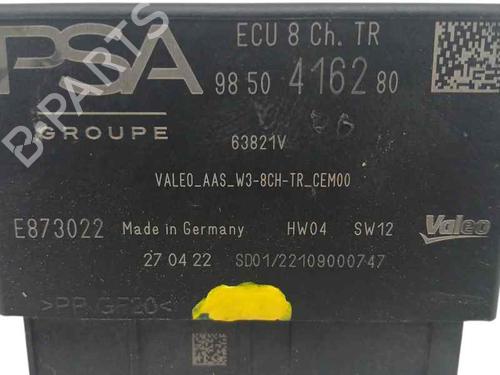 PSA
GROUPE
ECU 8 Ch. TR
98 50 4162 80
63821V
VALEO_AAS_W3-8CH-TR_CEM00
E873022 Made in Germany HW04 SW12 Valeo
27 04 22 SD01/22109000747
>PP GF20<
B-PARTS